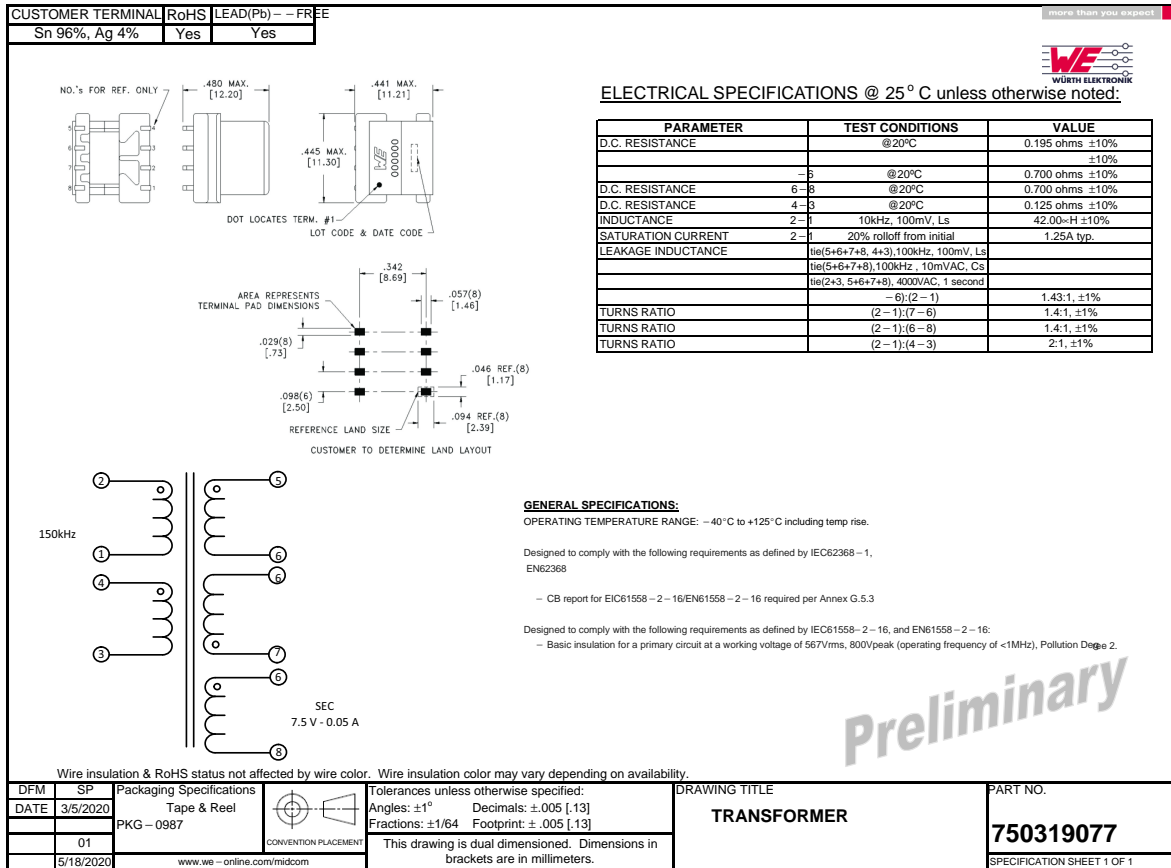 CUSTOMER TERMINAL RoHS LEAD(Pb)−−FREE
Sn 96%, Ag 4% Yes Yes
more than you expect
WE
WÜRTH ELEKTRONIK
NO.'s FOR REF. ONLY
.480 MAX.
[12.20]
.441 MAX.
[11.21]
5 4
6 3
7 2
8 1
.445 MAX.
[11.30]
WE 000000
DOT LOCATES TERM. #1
LOT CODE & DATE CODE
ELECTRICAL SPECIFICATIONS @ 25° C unless otherwise noted:
PARAMETER TEST CONDITIONS VALUE
D.C. RESISTANCE @20ºC 0.195 ohms ±10%
±10%
−6 @20ºC 0.700 ohms ±10%
D.C. RESISTANCE 6−8 @20ºC 0.700 ohms ±10%
D.C. RESISTANCE 4−3 @20ºC 0.125 ohms ±10%
INDUCTANCE 2−1 10kHz, 100mV, Ls 42.00∝H ±10%
SATURATION CURRENT 2−1 20% rolloff from initial 1.25A typ.
LEAKAGE INDUCTANCE tie(5+6+7+8, 4+3),100kHz, 100mV, Ls
tie(5+6+7+8),100kHz , 10mVAC, Cs
tie(2+3, 5+6+7+8), 4000VAC, 1 second
−6):(2−1) 1.43:1, ±1%
TURNS RATIO (2−1):(7−6) 1.4:1, ±1%
TURNS RATIO (2−1):(6−8) 1.4:1, ±1%
TURNS RATIO (2−1):(4−3) 2:1, ±1%
.342
[8.69]
AREA REPRESENTS
TERMINAL PAD DIMENSIONS
.057(8)
[1.46]
.029(8)
[.73]
.046 REF.(8)
[1.17]
.098(6)
[2.50]
.094 REF.(8)
[2.39]
REFERENCE LAND SIZE
CUSTOMER TO DETERMINE LAND LAYOUT
2
5
150kHz
1
6
4
6
3
7
6
SEC
7.5 V - 0.05 A
8
GENERAL SPECIFICATIONS:
OPERATING TEMPERATURE RANGE: −40°C to +125°C including temp rise.
Designed to comply with the following requirements as defined by IEC62368−1,
EN62368
− CB report for EIC61558−2−16/EN61558−2−16 required per Annex G.5.3
Designed to comply with the following requirements as defined by IEC61558−2−16, and EN61558−2−16:
− Basic insulation for a primary circuit at a working voltage of 567Vrms, 800Vpeak (operating frequency of <1MHz), Pollution Degree 2.
Preliminary
Wire insulation & RoHS status not affected by wire color. Wire insulation color may vary depending on availability.
DFM SP
DATE 3/5/2020
01
5/18/2020
Packaging Specifications
Tape & Reel
PKG−0987
www.we−online.com/midcom
CONVENTION PLACEMENT
Tolerances unless otherwise specified:
Angles: ±1° Decimals: ±.005 [.13]
Fractions: ±1/64 Footprint: ± .005 [.13]
This drawing is dual dimensioned. Dimensions in
brackets are in millimeters.
DRAWING TITLE
TRANSFORMER
PART NO.
750319077
SPECIFICATION SHEET 1 OF 1